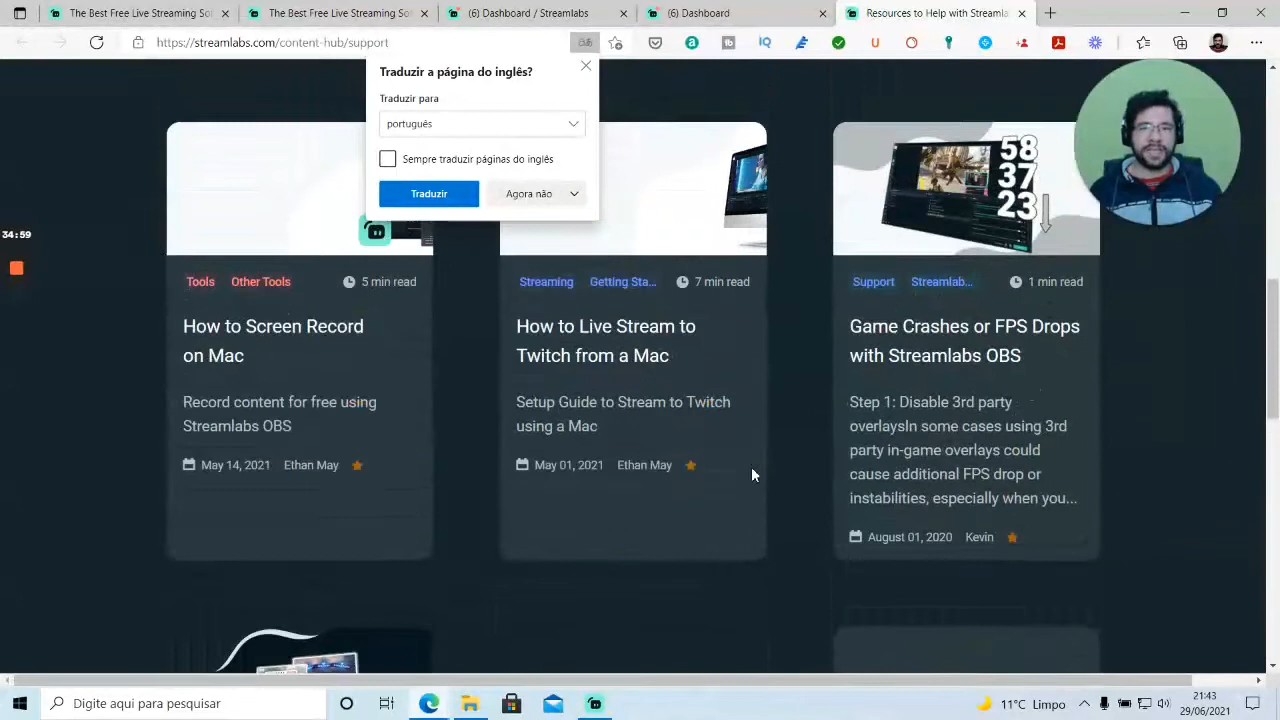 The Best Free Live Streaming Sol
The Best Free Live Streaming Sol
(6) Dashboard / Streamlabs
(6) Dashboard
Resources to Help with Streamla
https://streamlabs.com/content-hub/support
Traduzir a página do inglês?
Traduzir para
português
Sempre traduzir páginas do inglês
Traduzir
Agora não
34:59
58
37
23
Tools
Other Tools
5 min read
How to Screen Record
on Mac
Record content for free using
Streamlabs OBS
May 14, 2021
Ethan May
Streaming
Getting Sta...
7 min read
How to Live Stream to
Twitch from a Mac
Setup Guide to Stream to Twitch
using a Mac
May 01, 2021
Ethan May
Support
Streamlab...
1 min read
Game Crashes or FPS Drops
with Streamlabs OBS
Step 1: Disable 3rd party
overlaysIn some cases using 3rd
party in-game overlays could
cause additional FPS drop or
instabilities, especially when you...
August 01, 2020
Kevin
Digite aqui para pesquisar
11°C Limpo
21:43
29/06/2021